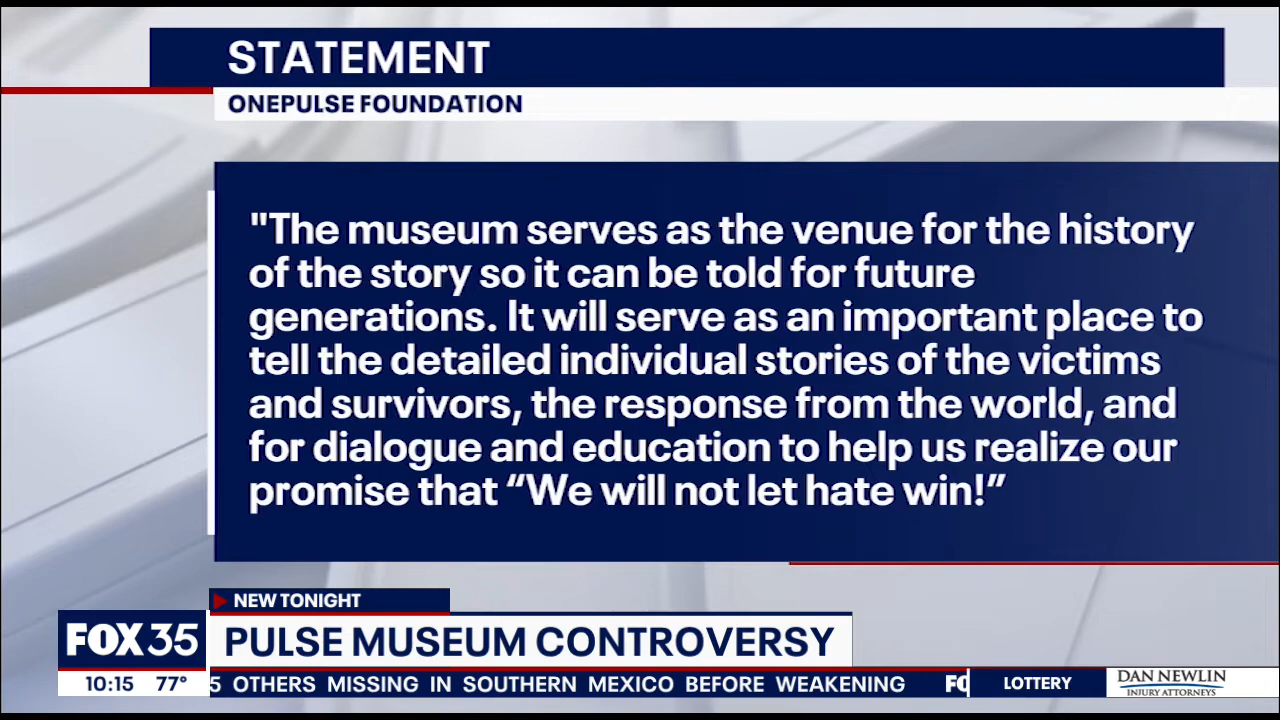 STATEMENT
ONEPULSE FOUNDATION
"The museum serves as the venue for the history
of the story so it can be told for future
generations. It will serve as an important place to
tell the detailed individual stories of the victims
and survivors, the response from the world, and
for dialogue and education to help us realize our
promise that “We will not let hate win!”
NEW TONIGHT
FOX 35
PULSE MUSEUM CONTROVERSY
10:15 77° 5 OTHERS MISSING IN SOUTHERN MEXICO BEFORE WEAKENING
LOTTERY
DAN NEWLIN
INJURY ATTORNEYS